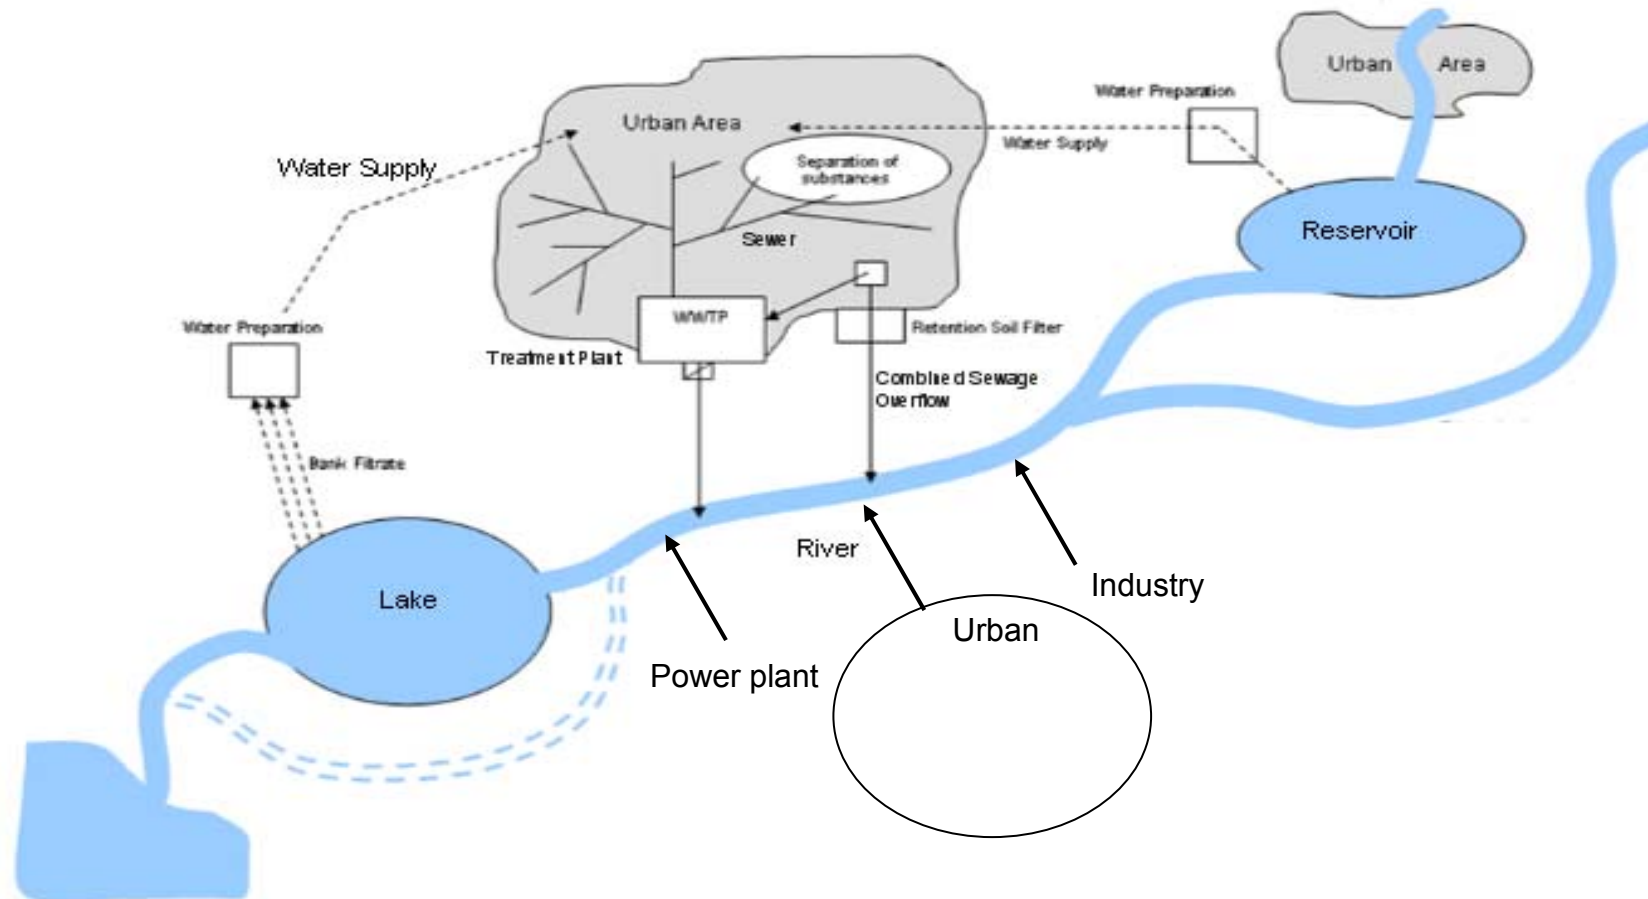 Urban Area
Water Preparation
Urban Area
Water Supply
Separation of
substances
Water Supply
Reservoir
Sewer
Water Preparation
WWTP
Retention Soil Filter
Treatment Plant
Combined Sewage
Overflow
Bank Filtrate
River
Industry
Lake
Urban
Power plant